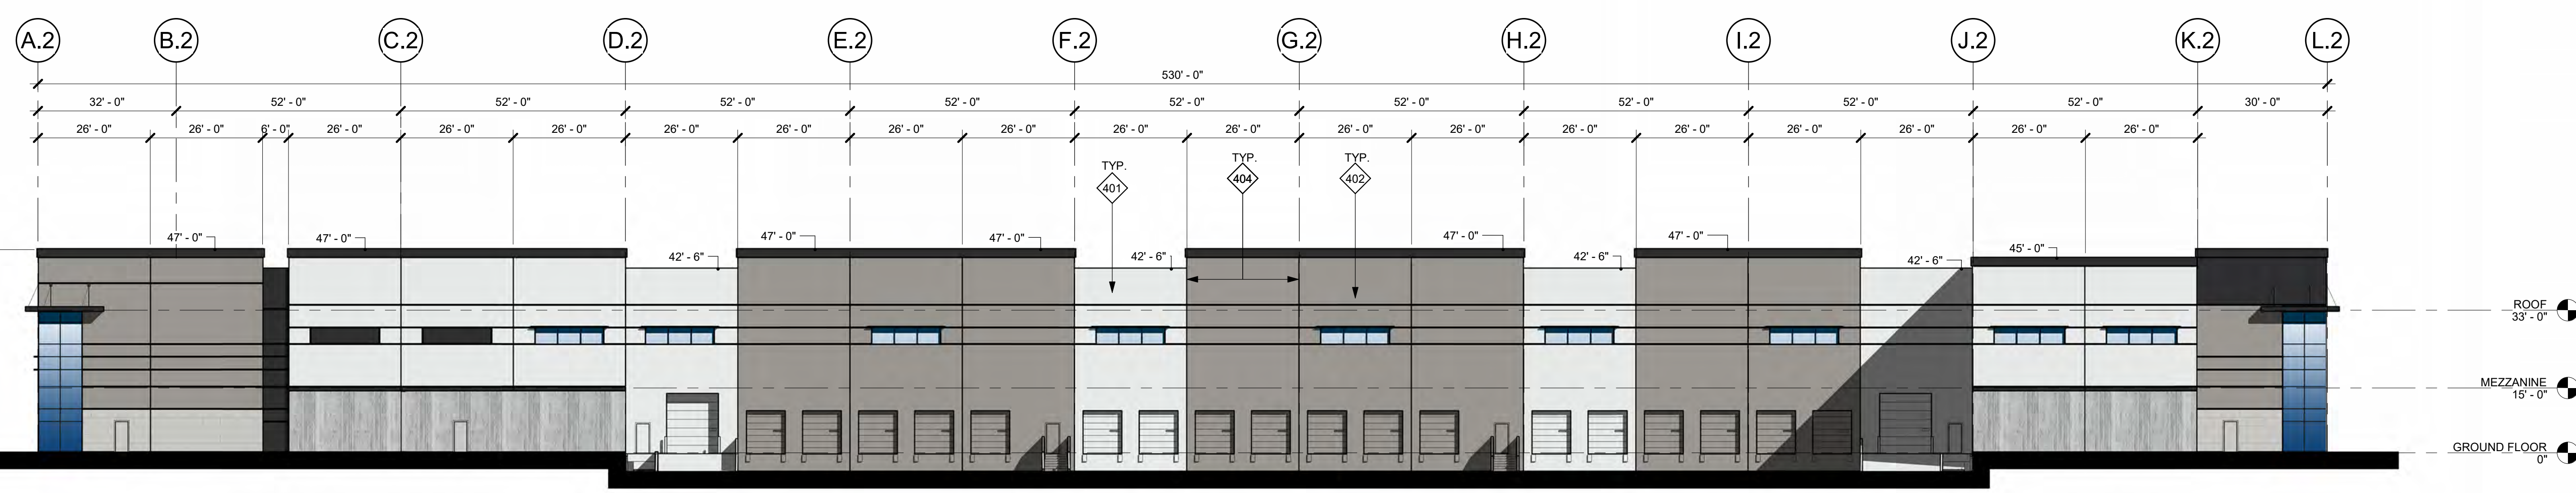 A.2 B.2 C.2 D.2 E.2 F.2 G.2 H.2 I.2 J.2 K.2 L.2
530' - 0"
32' - 0" 52' - 0" 52' - 0" 52' - 0" 52' - 0" 52' - 0" 52' - 0" 52' - 0" 52' - 0" 52' - 0" 30' - 0"
26' - 0" 26' - 0" 6' - 0" 26' - 0" 26' - 0" 26' - 0" 26' - 0" 26' - 0" 26' - 0" 26' - 0" 26' - 0" 26' - 0" 26' - 0" 26' - 0" 26' - 0" 26' - 0" 26' - 0" 26' - 0" 26' - 0" 26' - 0"
TYP. TYP. TYP.
401 404 402
47' - 0" 47' - 0" 42' - 6" 47' - 0" 47' - 0" 42' - 6" 47' - 0" 42' - 6" 47' - 0" 42' - 6" 45' - 0"
ROOF
33' - 0"
MEZZANINE
15' - 0"
GROUND FLOOR
0"